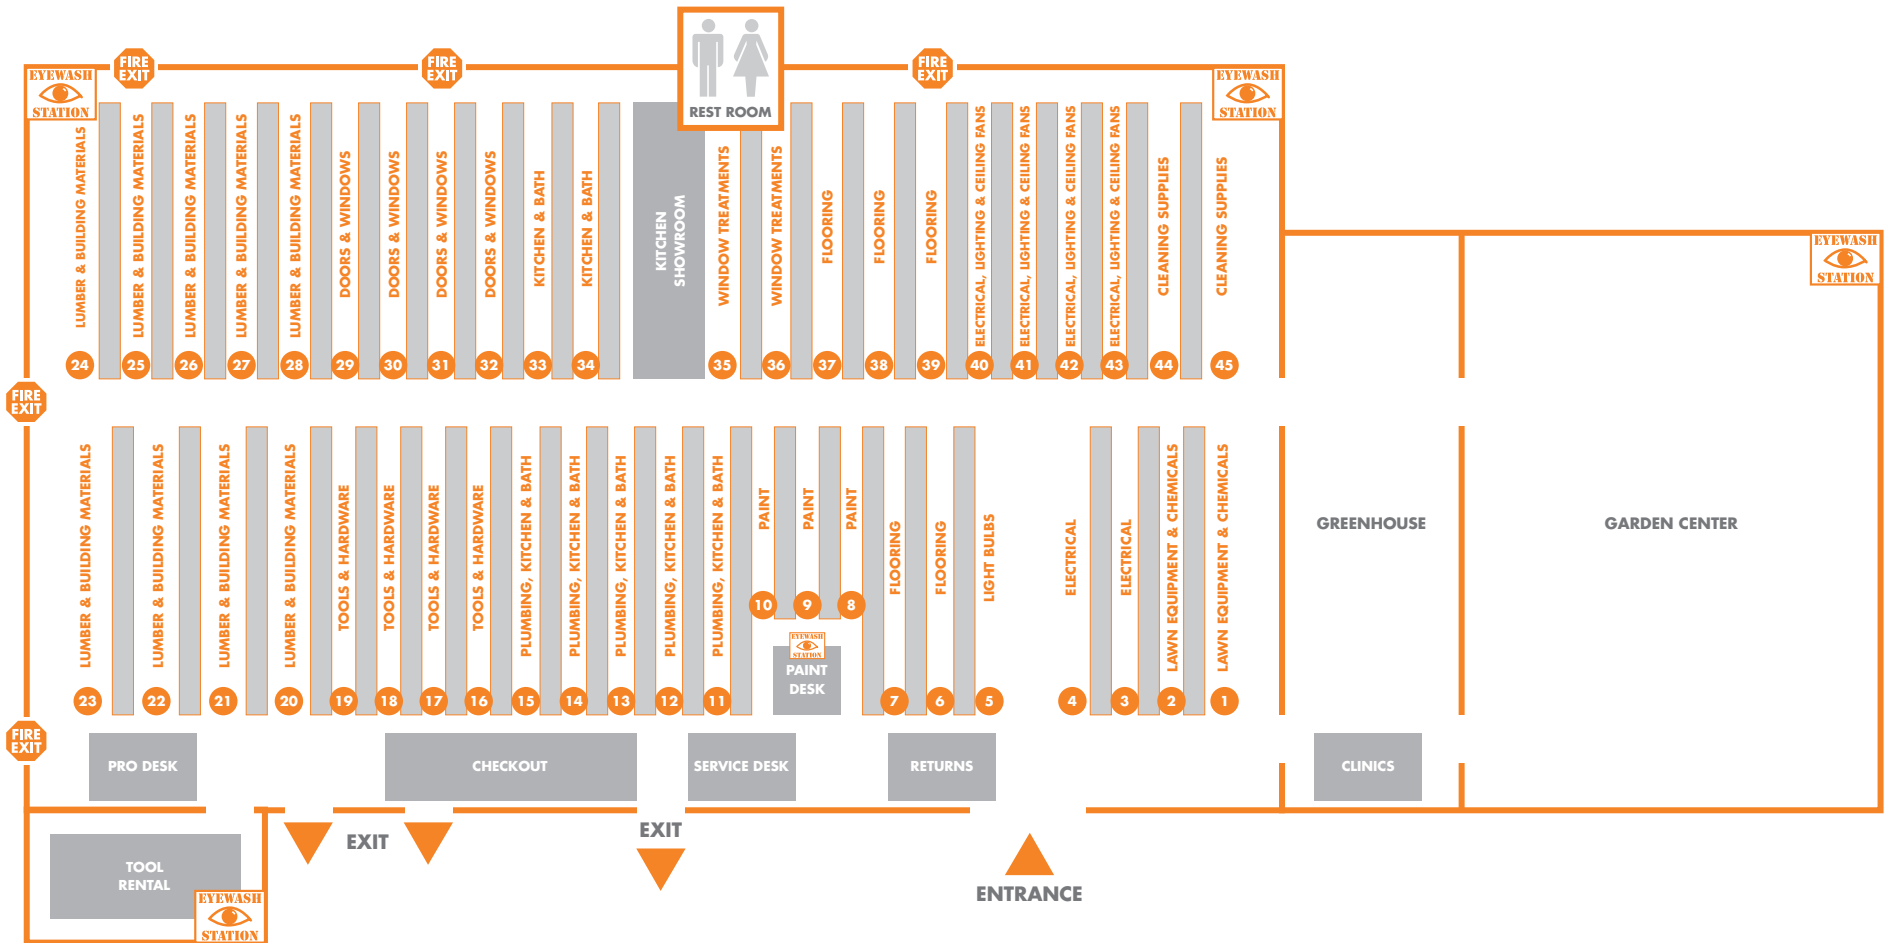 FIRE
EXIT
FIRE
EXIT
REST ROOM
FIRE
EXIT
EYEWASH
STATION
EYEWASH
STATION
LUMBER & BUILDING MATERIALS
24
LUMBER & BUILDING MATERIALS
25
LUMBER & BUILDING MATERIALS
26
LUMBER & BUILDING MATERIALS
27
LUMBER & BUILDING MATERIALS
28
DOORS & WINDOWS
29
DOORS & WINDOWS
30
DOORS & WINDOWS
31
DOORS & WINDOWS
32
KITCHEN & BATH
33
KITCHEN & BATH
34
KITCHEN
SHOWROOM
WINDOW TREATMENTS
35
WINDOW TREATMENTS
36
FLOORING
37
FLOORING
38
FLOORING
39
ELECTRICAL, LIGHTING & CEILING FANS
40
ELECTRICAL, LIGHTING & CEILING FANS
41
ELECTRICAL, LIGHTING & CEILING FANS
42
ELECTRICAL, LIGHTING & CEILING FANS
43
CLEANING SUPPLIES
44
CLEANING SUPPLIES
45
EYEWASH
STATION
FIRE
EXIT
LUMBER & BUILDING MATERIALS
23
LUMBER & BUILDING MATERIALS
22
LUMBER & BUILDING MATERIALS
21
LUMBER & BUILDING MATERIALS
20
TOOLS & HARDWARE
19
TOOLS & HARDWARE
18
TOOLS & HARDWARE
17
TOOLS & HARDWARE
16
PLUMBING, KITCHEN & BATH
15
PLUMBING, KITCHEN & BATH
14
PLUMBING, KITCHEN & BATH
13
PLUMBING, KITCHEN & BATH
12
PLUMBING, KITCHEN & BATH
11
PAINT
10
PAINT
9
PAINT
8
EYEWASH
STATION
PAINT
DESK
FLOORING
7
FLOORING
6
LIGHT BULBS
5
ELECTRICAL
4
ELECTRICAL
3
LAWN EQUIPMENT & CHEMICALS
2
LAWN EQUIPMENT & CHEMICALS
1
GREENHOUSE
GARDEN CENTER
FIRE
EXIT
PRO DESK
CHECKOUT
SERVICE DESK
RETURNS
CLINICS
EXIT
EXIT
TOOL
RENTAL
EYEWASH
STATION
ENTRANCE